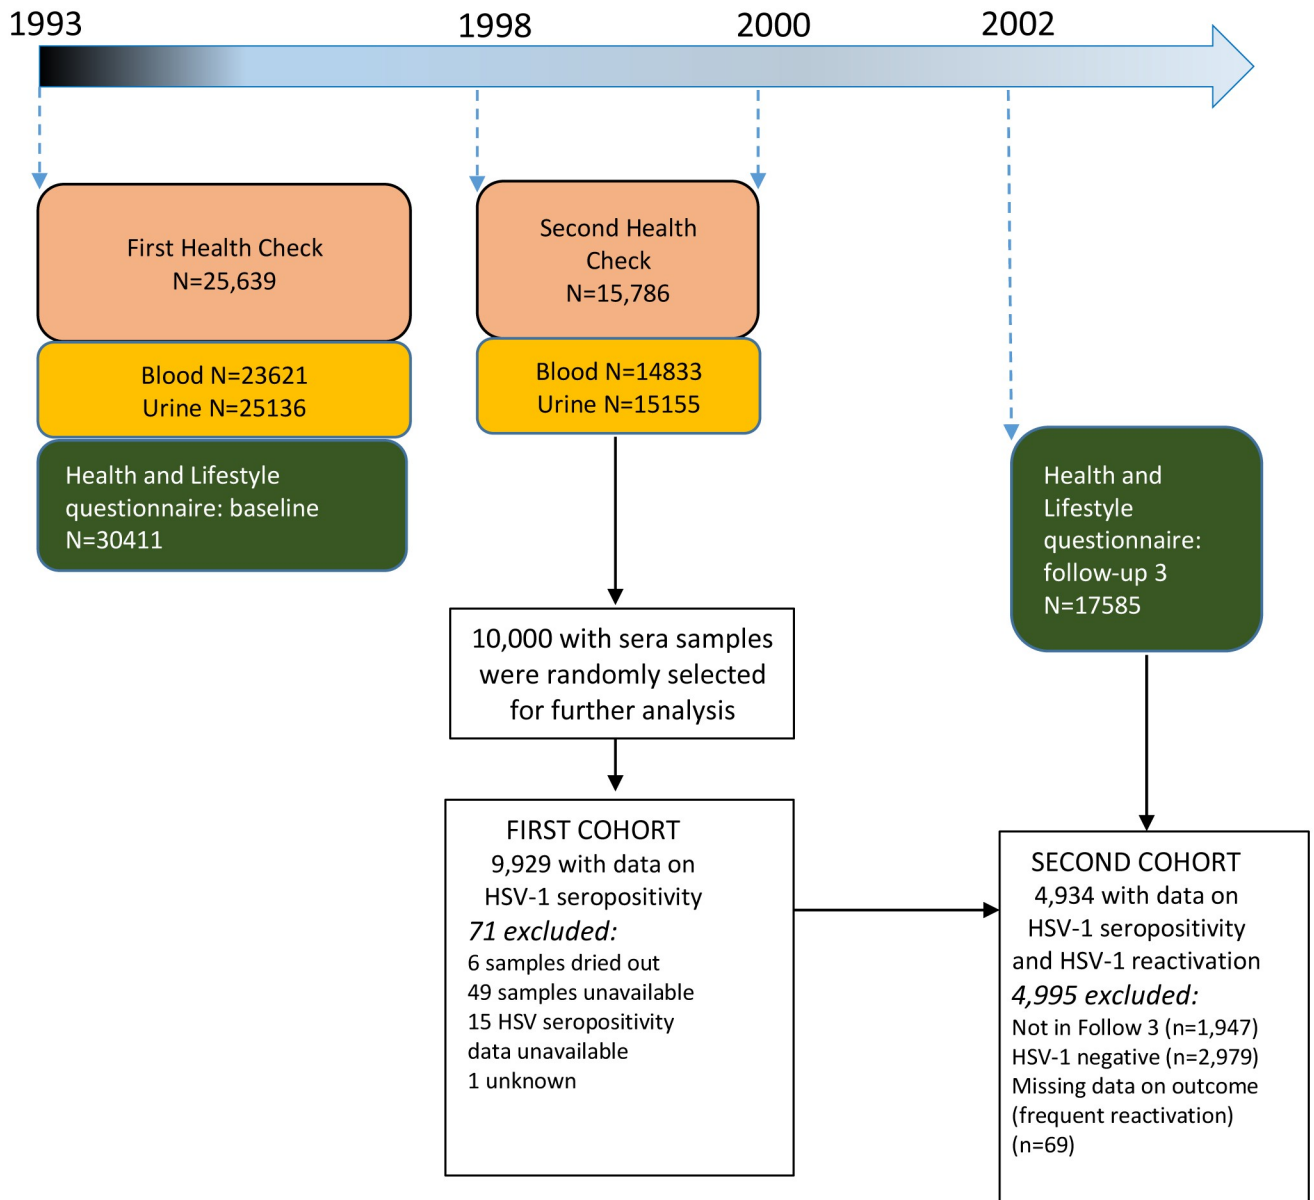 1993
1998
2000
2002
First Health Check
N=25,639
Blood N=23621
Urine N=25136
Health and Lifestyle
questionnaire: baseline
N=30411
Second Health
Check
N=15,786
Blood N=14833
Urine N=15155
Health and
Lifestyle
questionnaire:
follow-up 3
N=17585
10,000 with sera samples
were randomly selected
for further analysis
FIRST COHORT
9,929 with data on
HSV-1 seropositivity
71 excluded:
6 samples dried out
49 samples unavailable
15 HSV seropositivity
data unavailable
1 unknown
SECOND COHORT
4,934 with data on
HSV-1 seropositivity
and HSV-1 reactivation
4,995 excluded:
Not in Follow 3 (n=1,947)
HSV-1 negative (n=2,979)
Missing data on outcome
(frequent reactivation)
(n=69)